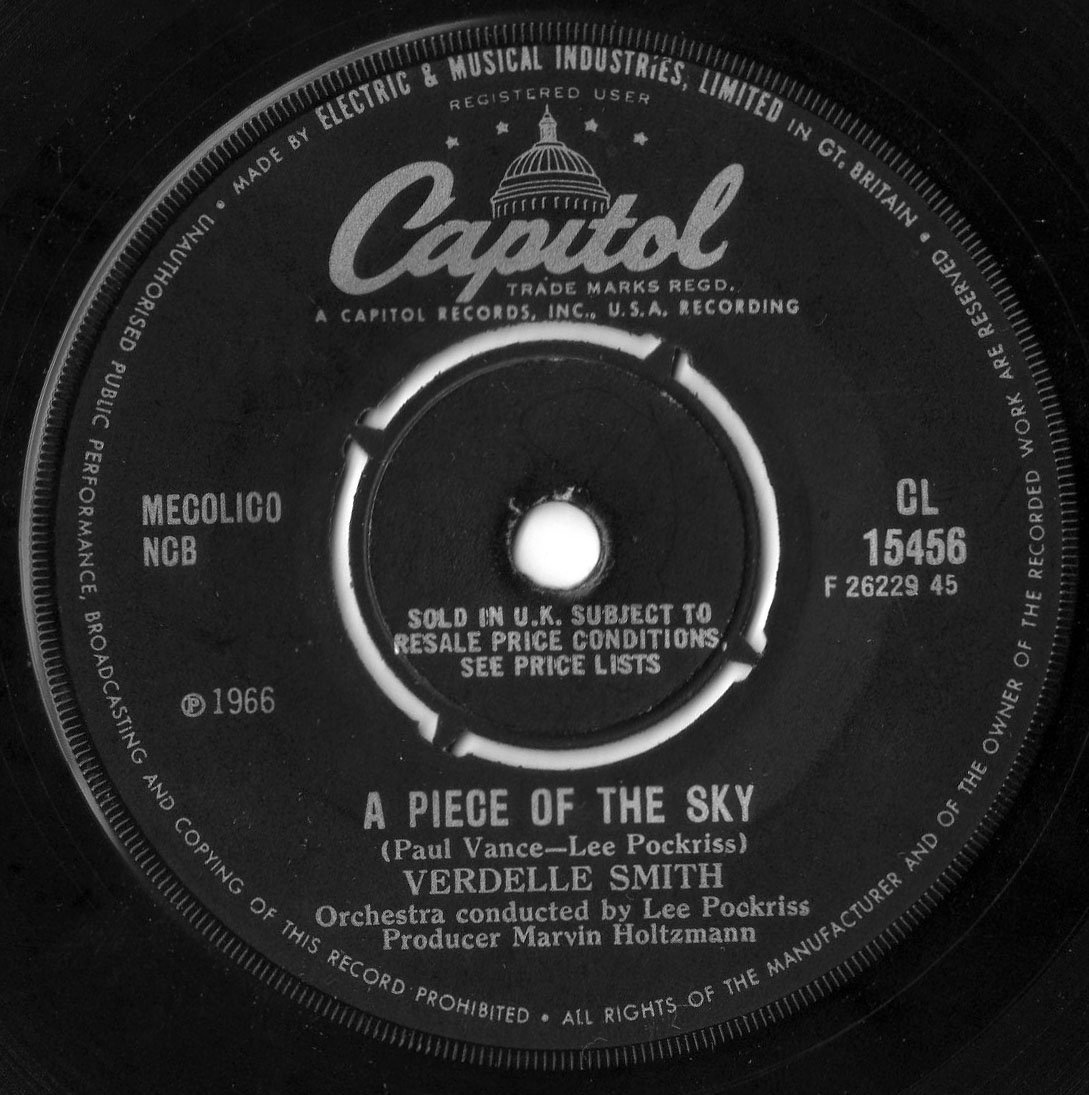 MADE BY ELECTRIC & MUSICAL INDUSTRIES, LIMITED IN GT. BRITAIN •
REGISTERED USER
Capitol
TRADE MARKS REGD.
A CAPITOL RECORDS, INC., U.S.A. RECORDING
MECOLICO
NCB
CL
15456
F 26229 45
SOLD IN U.K. SUBJECT TO
RESALE PRICE CONDITIONS,
SEE PRICE LISTS
℗ 1966
A PIECE OF THE SKY
(Paul Vance—Lee Pockriss)
VERDELLE SMITH
Orchestra conducted by Lee Pockriss
Producer Marvin Holtzmann
ALL RIGHTS OF THE MANUFACTURER AND OF THE OWNER OF THE RECORDED WORK ARE RESERVED •
UNAUTHORISED PUBLIC PERFORMANCE, BROADCASTING AND COPYING OF THIS RECORD PROHIBITED •